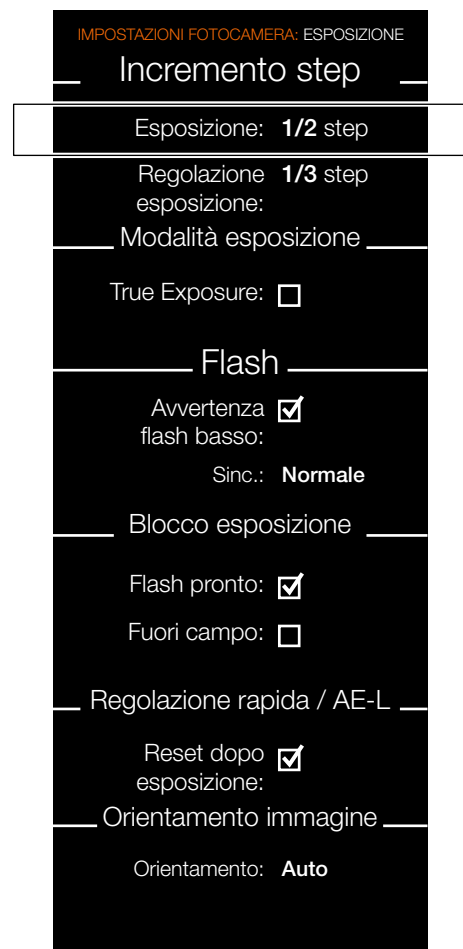 IMPOSTAZIONI FOTOCAMERA: ESPOSIZIONE
Incremento step
Esposizione: 1/2 step
Regolazione 1/3 step
esposizione:
Modalità esposizione
True Exposure:
Flash
Avvertenza
flash basso:
Sinc.: Normale
Blocco esposizione
Flash pronto:
Fuori campo:
Regolazione rapida / AE-L
Reset dopo
esposizione:
Orientamento immagine
Orientamento: Auto